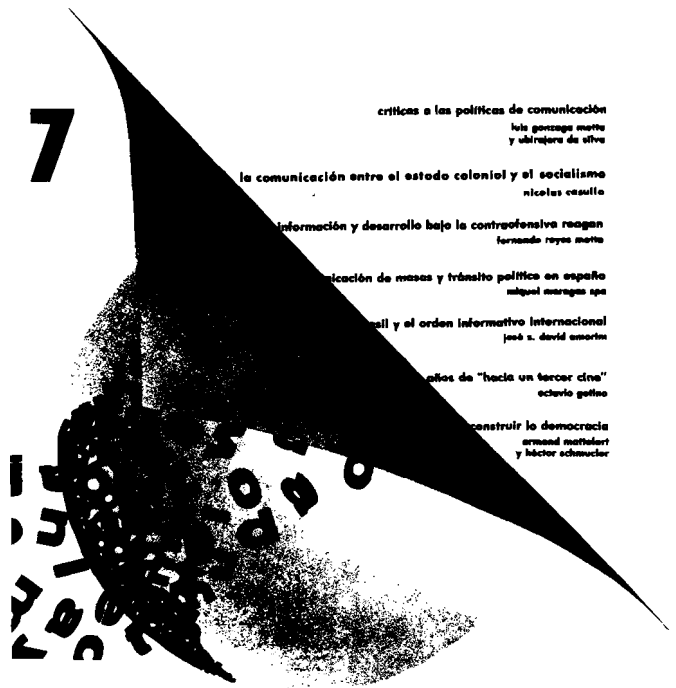 7
críticas a las políticas de comunicación
luis gonzaga motta
y ubirajara da silva
la comunicación entre el estado colonial y el socialismo
nicolas casullo
información y desarrollo bajo la contraofensiva reagan
fernando reyes matta
nicación de masas y tránsito político en españa
miquel moragas spa
sil y el orden informativo internacional
josé s. david amorim
años de "hacia un tercer cine"
octavio getino
construir la democracia
armand mattelart
y héctor schmucler